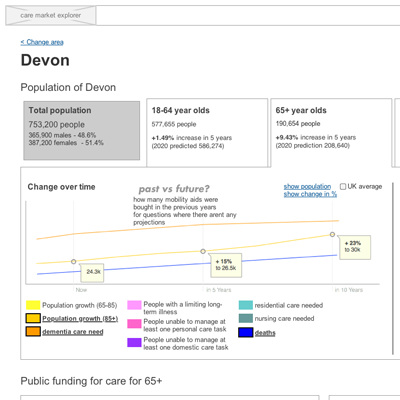 care market explorer
< Change area
Devon
Population of Devon
Total population
753,200 people
365,900 males - 48.6%
387,200 females - 51.4%
18-64 year olds
577,655 people
+1.49% increase in 5 years
(2020 prediction 586,274)
65+ year olds
190,654 people
+9.43% increase in 5 years
(2020 prediction 208,640)
Change over time
past vs future?
how many mobility aids were
bought in the previous years
for questions where there arent any
projections
show population
show change in %
UK average
24.3k
+ 15%
to 26.5k
+ 23%
to 30k
Now
in 5 Years
in 10 Years
Population growth (65-85)
Population growth (85+)
dementia care need
People with a limiting long-
term illness
People unable to manage at
least one personal care task
People unable to manage at
least one domestic care task
residential care needed
nursing care needed
deaths
Public funding for care for 65+